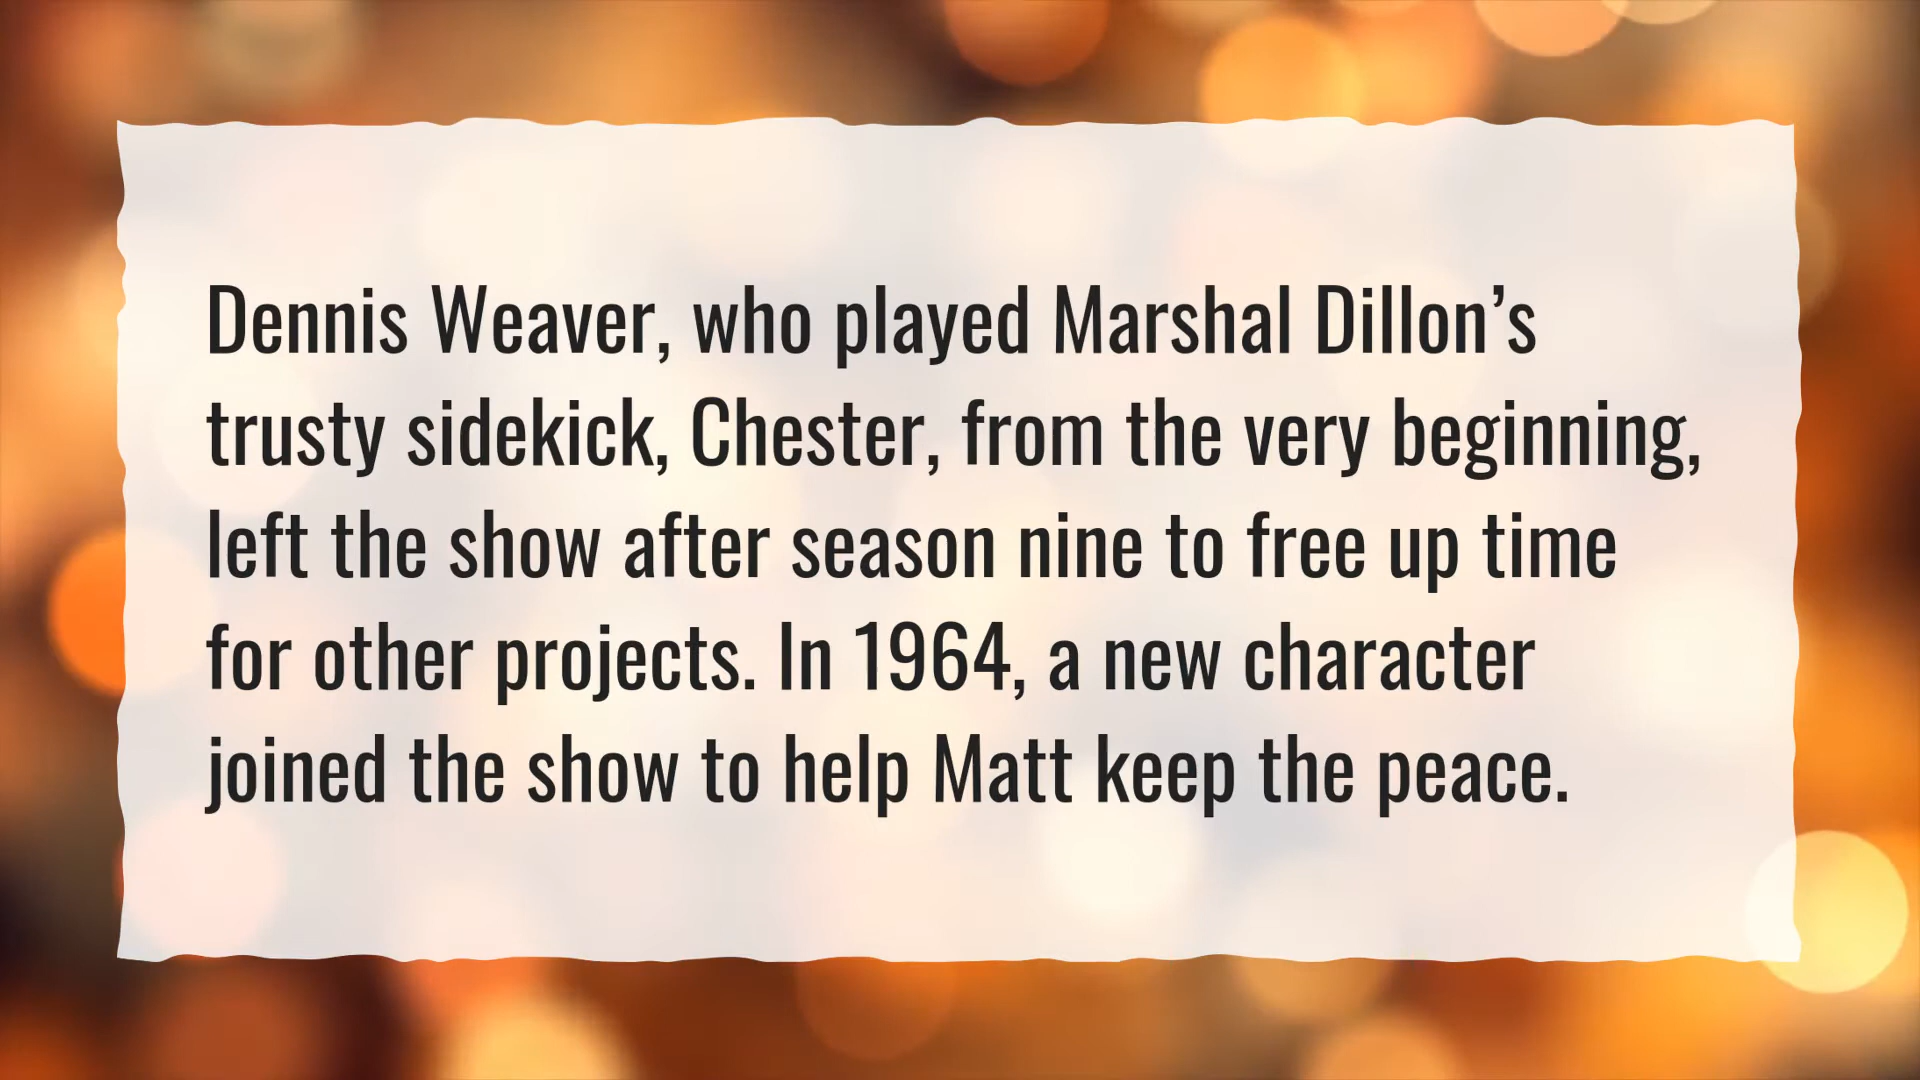 Dennis Weaver, who played Marshal Dillon’s
trusty sidekick, Chester, from the very beginning,
left the show after season nine to free up time
for other projects. In 1964, a new character
joined the show to help Matt keep the peace.